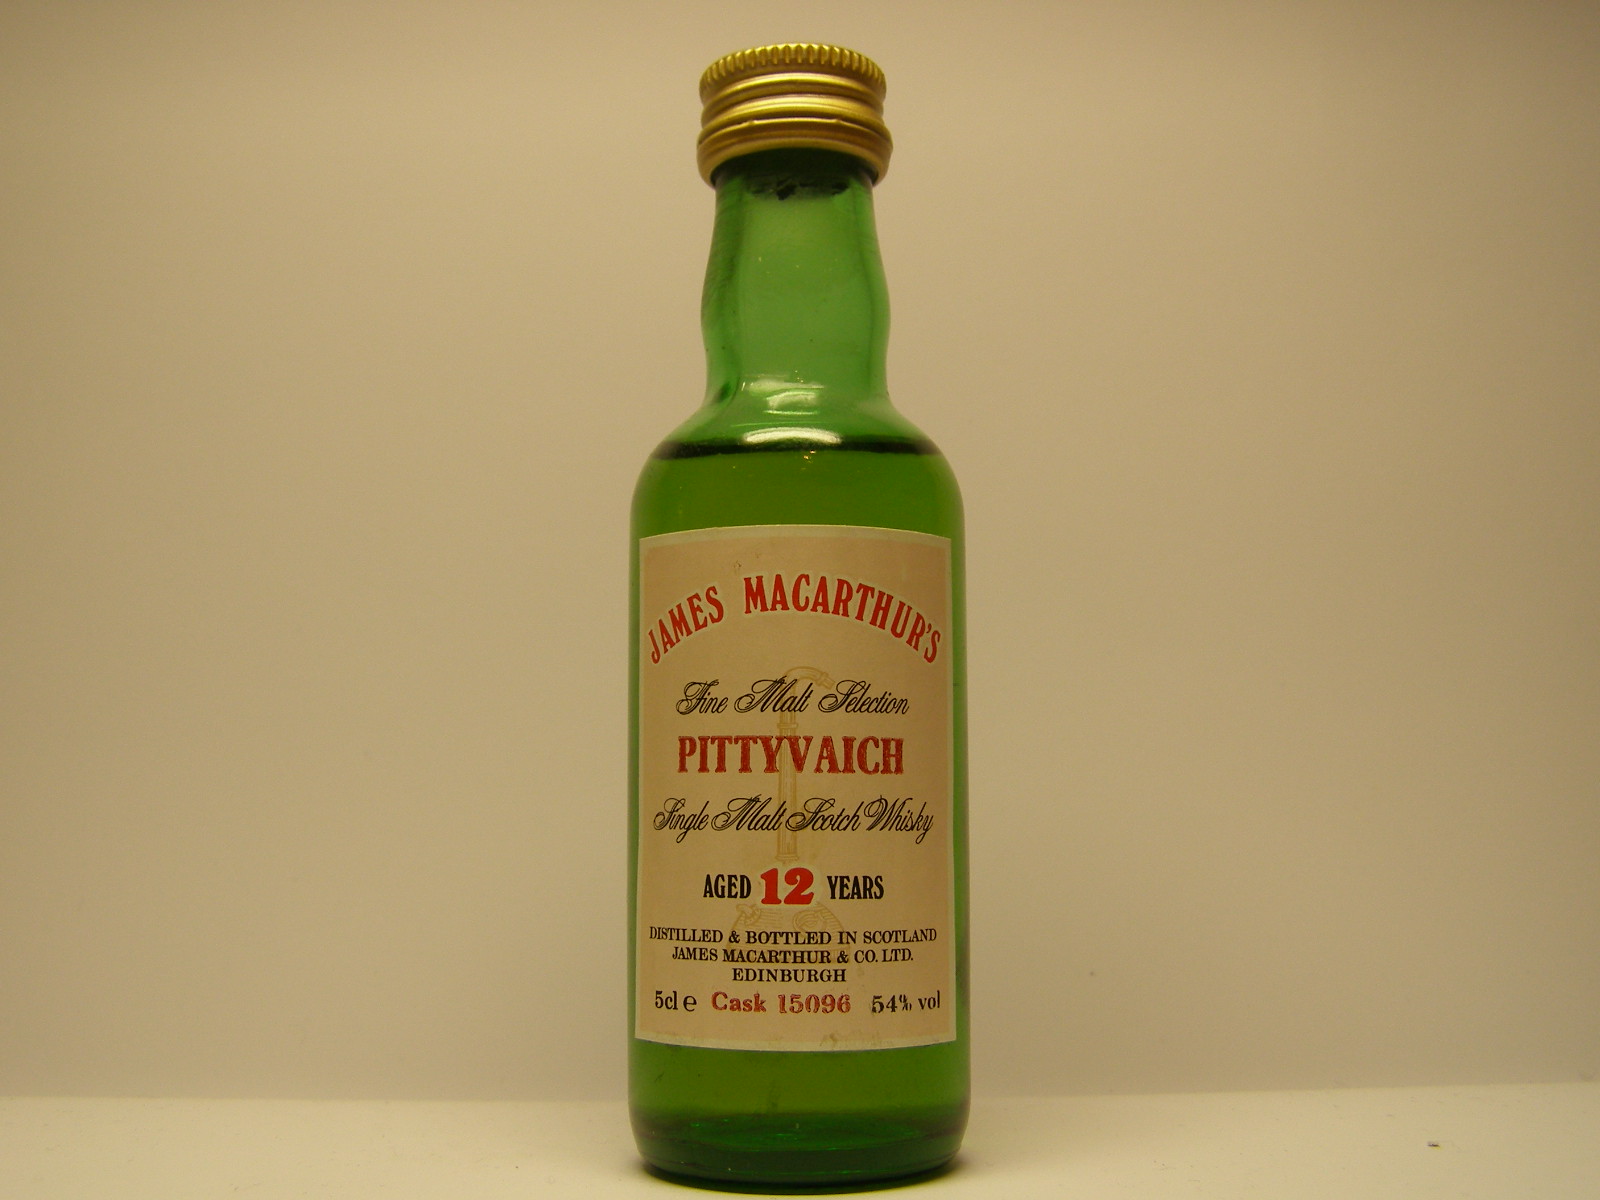 JAMES MACARTHUR'S
Fine Malt Selection
PITTYVAICH
Single Malt Scotch Whisky
AGED 12 YEARS
DISTILLED & BOTTLED IN SCOTLAND
JAMES MACARTHUR & CO. LTD.
EDINBURGH
5cl e Cask 15096 54% vol